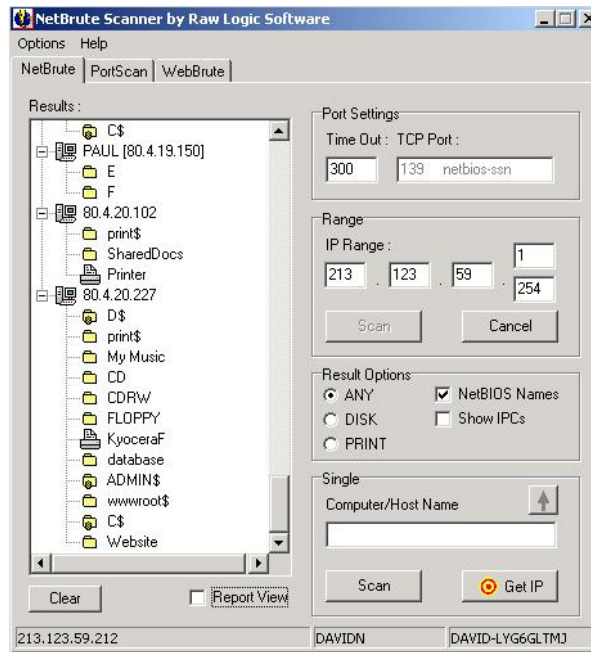 NetBrute Scanner by Raw Logic Software
Options Help
NetBrute PortScan WebBrute
Results :
C$
PAUL [80.4.19.150]
E
F
80.4.20.102
print$
SharedDocs
Printer
80.4.20.227
D$
print$
My Music
CD
CDRW
FLOPPY
KyoceraF
database
ADMIN$
wwwroot$
C$
Website
Clear
Report View
Port Settings
Time Out : TCP Port :
300 139 netbios-ssn
Range
IP Range :
213 . 123 . 59 . 1
254
Scan Cancel
Result Options
ANY NetBIOS Names
DISK Show IPCs
PRINT
Single
Computer/Host Name
Scan Get IP
213.123.59.212 DAVIDN DAVID-LYG6GLTMJ